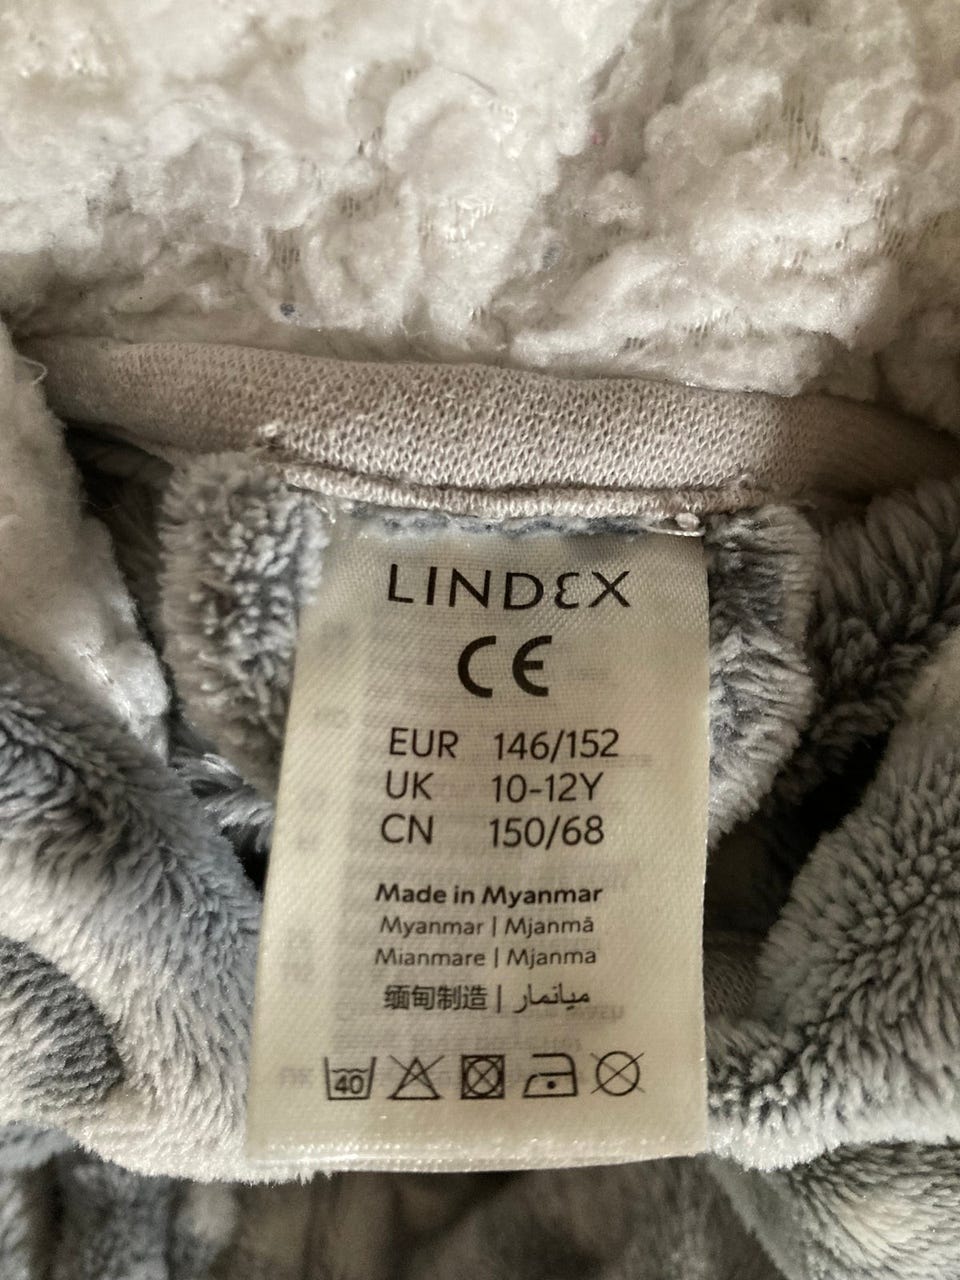 LINDEX
CE
EUR 146/152
UK 10-12Y
CN 150/68
Made in Myanmar
Myanmar | Mjanmā
Mianmare | Mjanma
缅甸制造 | ميانمار
40